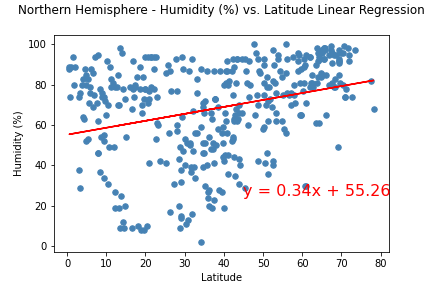 Northern Hemisphere - Humidity (%) vs. Latitude Linear Regression
100
80
60
40
20
0
Humidity (%)
y = 0.34x + 55.26
0 10 20 30 40 50 60 70 80
Latitude